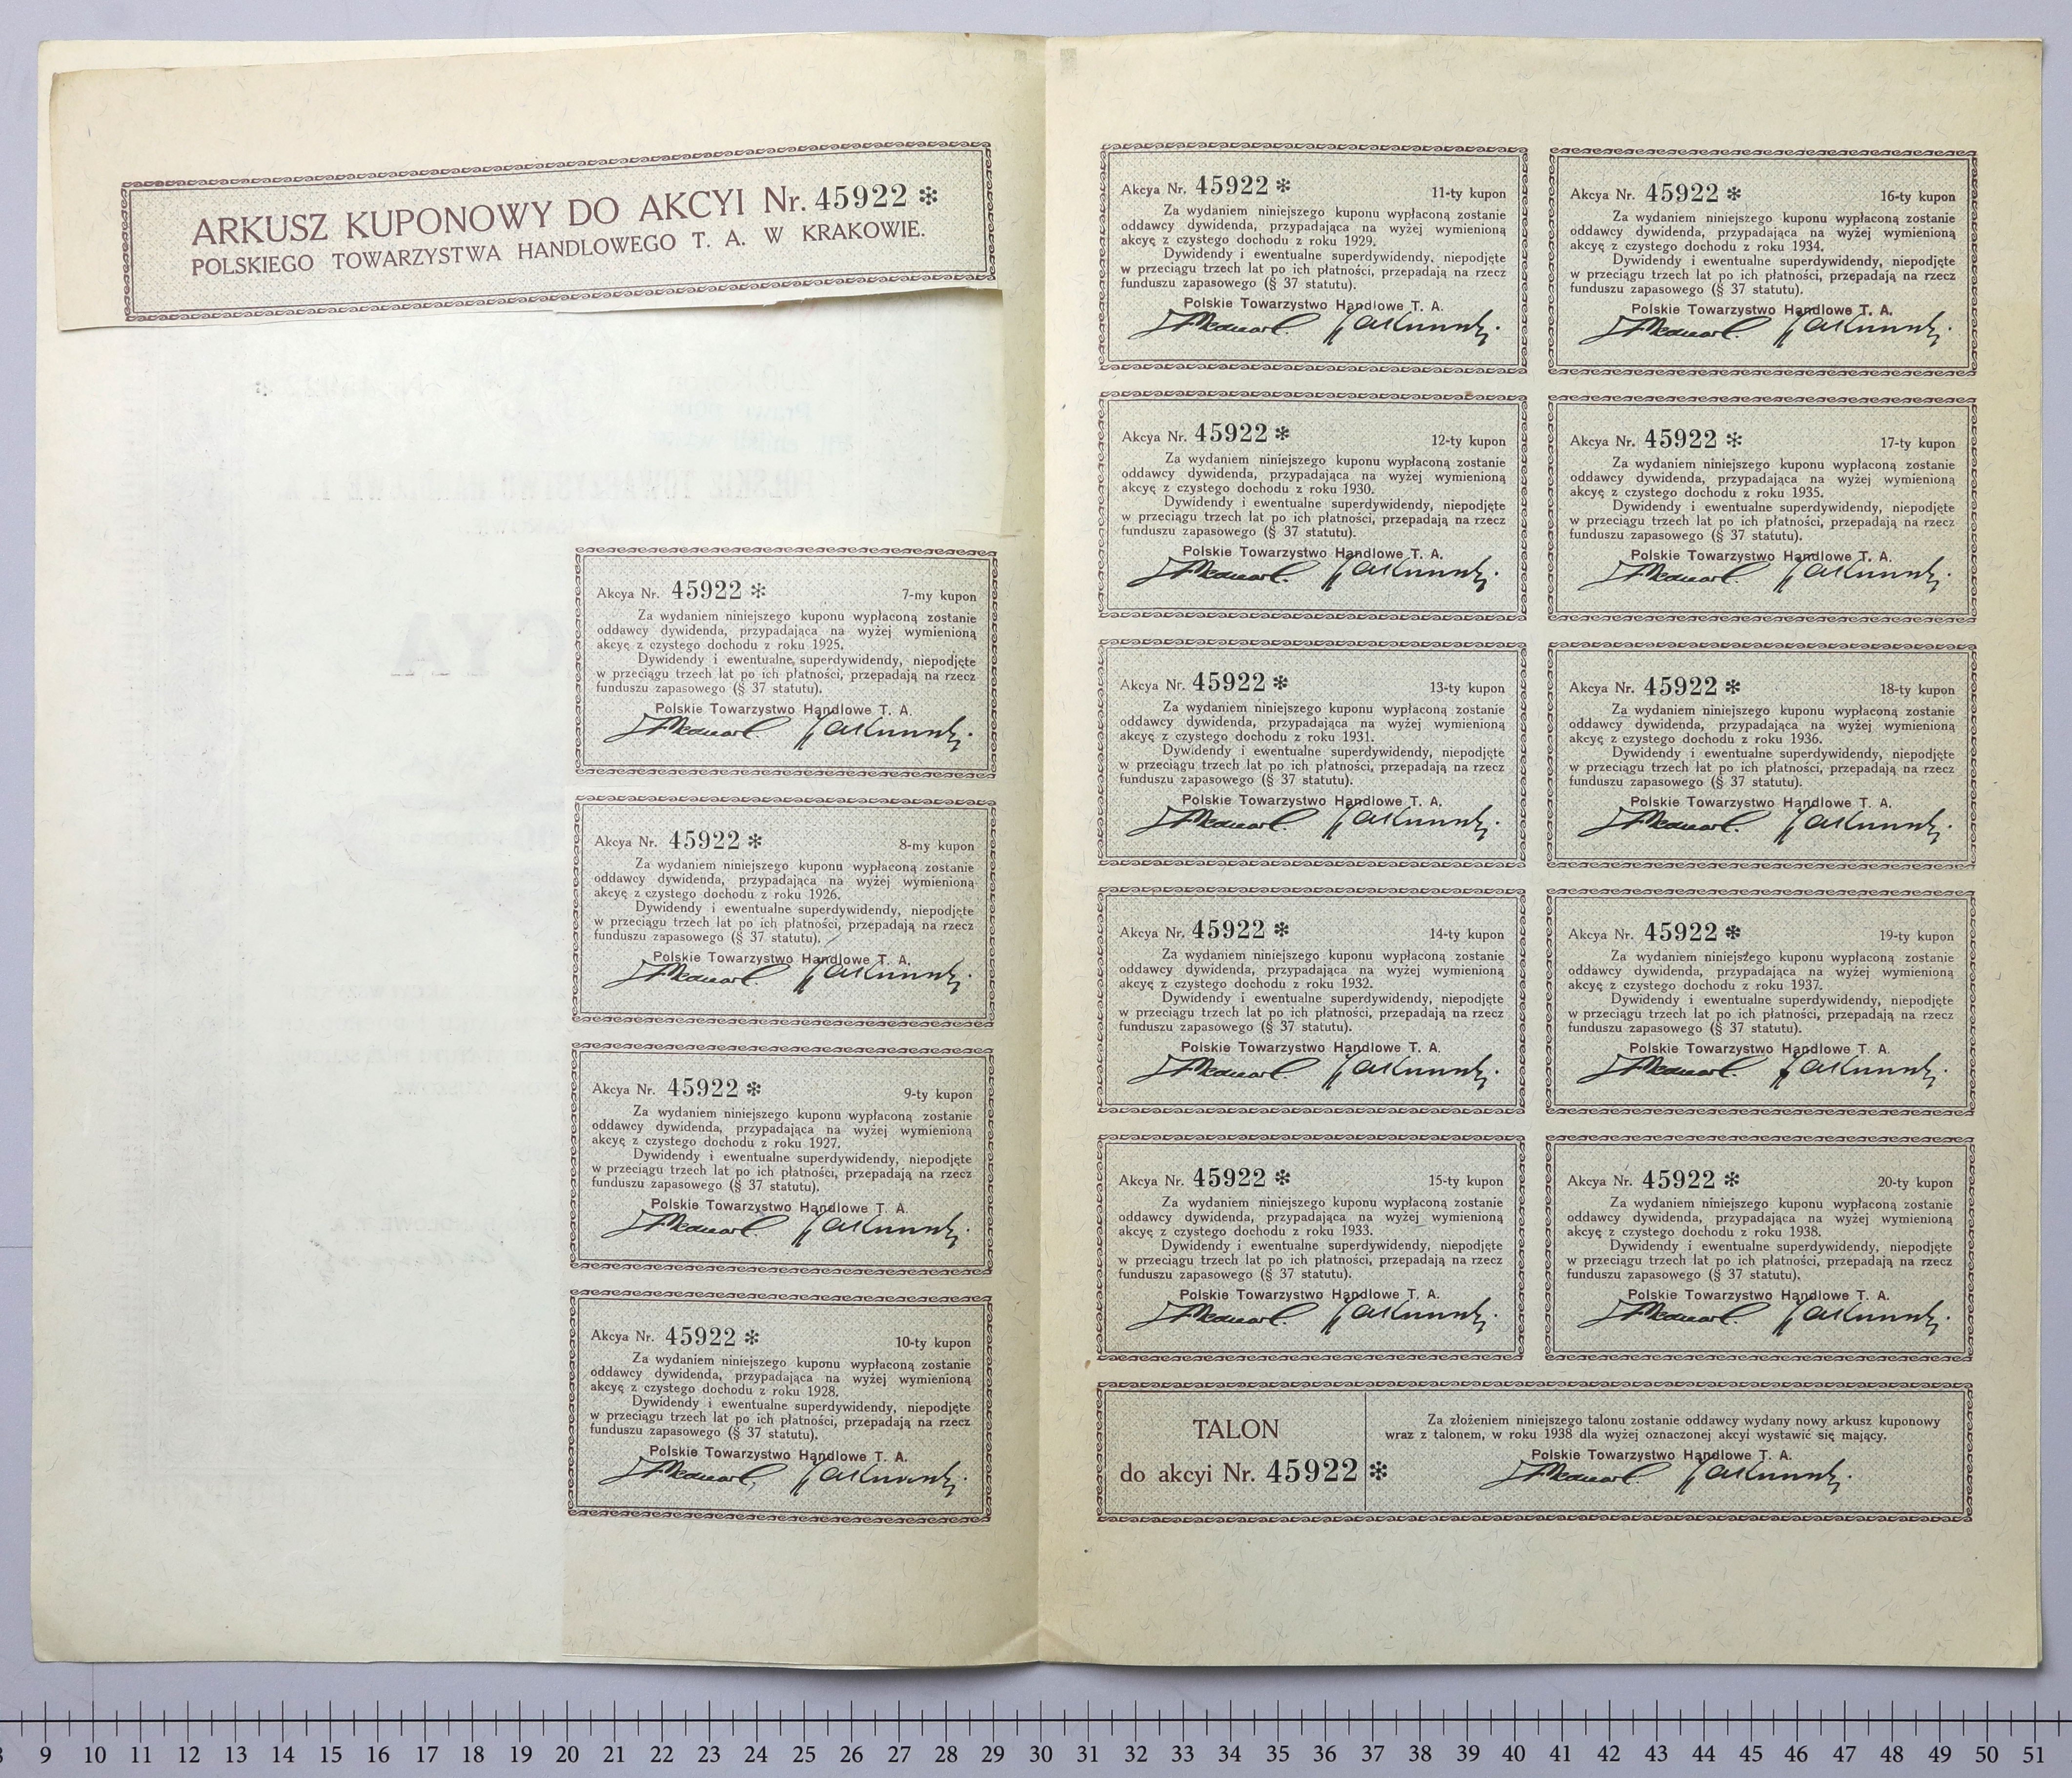 ARKUSZ KUPONOWY DO AKCYI Nr. 45922 *
POLSKIEGO TOWARZYSTWA HANDLOWEGO T. A. W KRAKOWIE.
Akcya Nr. 45922 * 7-my kupon
Za wydaniem niniejszego kuponu wypłaconą zostanie
oddawcy dywidenda, przypadająca na wyżej wymienioną
akcyę z czystego dochodu z roku 1925.
Dywidendy i ewentualne superdywidendy, niepodjęte
w przeciągu trzech lat po ich płatności, przepadają na rzecz
funduszu zapasowego (§ 37 statutu).
Polskie Towarzystwo Handlowe T. A.
Akcya Nr. 45922 * 8-my kupon
Za wydaniem niniejszego kuponu wypłaconą zostanie
oddawcy dywidenda, przypadająca na wyżej wymienioną
akcyę z czystego dochodu z roku 1926.
Dywidendy i ewentualne superdywidendy, niepodjęte
w przeciągu trzech lat po ich płatności, przepadają na rzecz
funduszu zapasowego (§ 37 statutu).
Polskie Towarzystwo Handlowe T. A.
Akcya Nr. 45922 * 9-ty kupon
Za wydaniem niniejszego kuponu wypłaconą zostanie
oddawcy dywidenda, przypadająca na wyżej wymienioną
akcyę z czystego dochodu z roku 1927.
Dywidendy i ewentualne superdywidendy, niepodjęte
w przeciągu trzech lat po ich płatności, przepadają na rzecz
funduszu zapasowego (§ 37 statutu).
Polskie Towarzystwo Handlowe T. A.
Akcya Nr. 45922 * 10-ty kupon
Za wydaniem niniejszego kuponu wypłaconą zostanie
oddawcy dywidenda, przypadająca na wyżej wymienioną
akcyę z czystego dochodu z roku 1928.
Dywidendy i ewentualne superdywidendy, niepodjęte
w przeciągu trzech lat po ich płatności, przepadają na rzecz
funduszu zapasowego (§ 37 statutu).
Polskie Towarzystwo Handlowe T. A.
Akcya Nr. 45922 * 11-ty kupon
Za wydaniem niniejszego kuponu wypłaconą zostanie
oddawcy dywidenda, przypadająca na wyżej wymienioną
akcyę z czystego dochodu z roku 1929.
Dywidendy i ewentualne superdywidendy, niepodjęte
w przeciągu trzech lat po ich płatności, przepadają na rzecz
funduszu zapasowego (§ 37 statutu).
Polskie Towarzystwo Handlowe T. A.
Akcya Nr. 45922 * 12-ty kupon
Za wydaniem niniejszego kuponu wypłaconą zostanie
oddawcy dywidenda, przypadająca na wyżej wymienioną
akcyę z czystego dochodu z roku 1930.
Dywidendy i ewentualne superdywidendy, niepodjęte
w przeciągu trzech lat po ich płatności, przepadają na rzecz
funduszu zapasowego (§ 37 statutu).
Polskie Towarzystwo Handlowe T. A.
Akcya Nr. 45922 * 13-ty kupon
Za wydaniem niniejszego kuponu wypłaconą zostanie
oddawcy dywidenda, przypadająca na wyżej wymienioną
akcyę z czystego dochodu z roku 1931.
Dywidendy i ewentualne superdywidendy, niepodjęte
w przeciągu trzech lat po ich płatności, przepadają na rzecz
funduszu zapasowego (§ 37 statutu).
Polskie Towarzystwo Handlowe T. A.
Akcya Nr. 45922 * 14-ty kupon
Za wydaniem niniejszego kuponu wypłaconą zostanie
oddawcy dywidenda, przypadająca na wyżej wymienioną
akcyę z czystego dochodu z roku 1932.
Dywidendy i ewentualne superdywidendy, niepodjęte
w przeciągu trzech lat po ich płatności, przepadają na rzecz
funduszu zapasowego (§ 37 statutu).
Polskie Towarzystwo Handlowe T. A.
Akcya Nr. 45922 * 15-ty kupon
Za wydaniem niniejszego kuponu wypłaconą zostanie
oddawcy dywidenda, przypadająca na wyżej wymienioną
akcyę z czystego dochodu z roku 1933.
Dywidendy i ewentualne superdywidendy, niepodjęte
w przeciągu trzech lat po ich płatności, przepadają na rzecz
funduszu zapasowego (§ 37 statutu).
Polskie Towarzystwo Handlowe T. A.
Akcya Nr. 45922 * 16-ty kupon
Za wydaniem niniejszego kuponu wypłaconą zostanie
oddawcy dywidenda, przypadająca na wyżej wymienioną
akcyę z czystego dochodu z roku 1934.
Dywidendy i ewentualne superdywidendy, niepodjęte
w przeciągu trzech lat po ich płatności, przepadają na rzecz
funduszu zapasowego (§ 37 statutu).
Polskie Towarzystwo Handlowe T. A.
Akcya Nr. 45922 * 17-ty kupon
Za wydaniem niniejszego kuponu wypłaconą zostanie
oddawcy dywidenda, przypadająca na wyżej wymienioną
akcyę z czystego dochodu z roku 1935.
Dywidendy i ewentualne superdywidendy, niepodjęte
w przeciągu trzech lat po ich płatności, przepadają na rzecz
funduszu zapasowego (§ 37 statutu).
Polskie Towarzystwo Handlowe T. A.
Akcya Nr. 45922 * 18-ty kupon
Za wydaniem niniejszego kuponu wypłaconą zostanie
oddawcy dywidenda, przypadająca na wyżej wymienioną
akcyę z czystego dochodu z roku 1936.
Dywidendy i ewentualne superdywidendy, niepodjęte
w przeciągu trzech lat po ich płatności, przepadają na rzecz
funduszu zapasowego (§ 37 statutu).
Polskie Towarzystwo Handlowe T. A.
Akcya Nr. 45922 * 19-ty kupon
Za wydaniem niniejszego kuponu wypłaconą zostanie
oddawcy dywidenda, przypadająca na wyżej wymienioną
akcyę z czystego dochodu z roku 1937.
Dywidendy i ewentualne superdywidendy, niepodjęte
w przeciągu trzech lat po ich płatności, przepadają na rzecz
funduszu zapasowego (§ 37 statutu).
Polskie Towarzystwo Handlowe T. A.
Akcya Nr. 45922 * 20-ty kupon
Za wydaniem niniejszego kuponu wypłaconą zostanie
oddawcy dywidenda, przypadająca na wyżej wymienioną
akcyę z czystego dochodu z roku 1938.
Dywidendy i ewentualne superdywidendy, niepodjęte
w przeciągu trzech lat po ich płatności, przepadają na rzecz
funduszu zapasowego (§ 37 statutu).
Polskie Towarzystwo Handlowe T. A.
TALON
do akcyi Nr. 45922 *
Za złożeniem niniejszego talonu zostanie oddawcy wydany nowy arkusz kuponowy
wraz z talonem, w roku 1938 dla wyżej oznaczonej akcyi wystawić się mający.
Polskie Towarzystwo Handlowe T. A.
9 10 11 12 13 14 15 16 17 18 19 20 21 22 23 24 25 26 27 28 29 30 31 32 33 34 35 36 37 38 39 40 41 42 43 44 45 46 47 48 49 50 51